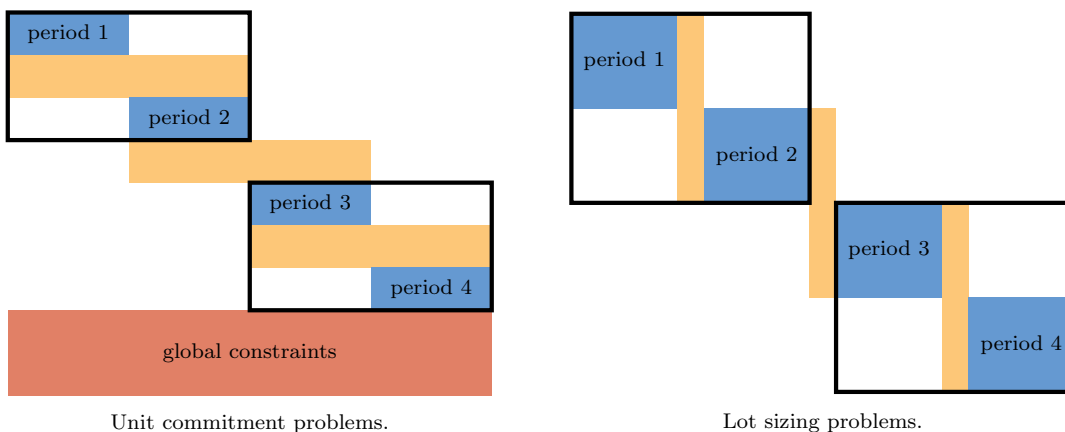 period 1
period 2
period 3
period 4
global constraints
Unit commitment problems.
period 1
period 2
period 3
period 4
Lot sizing problems.